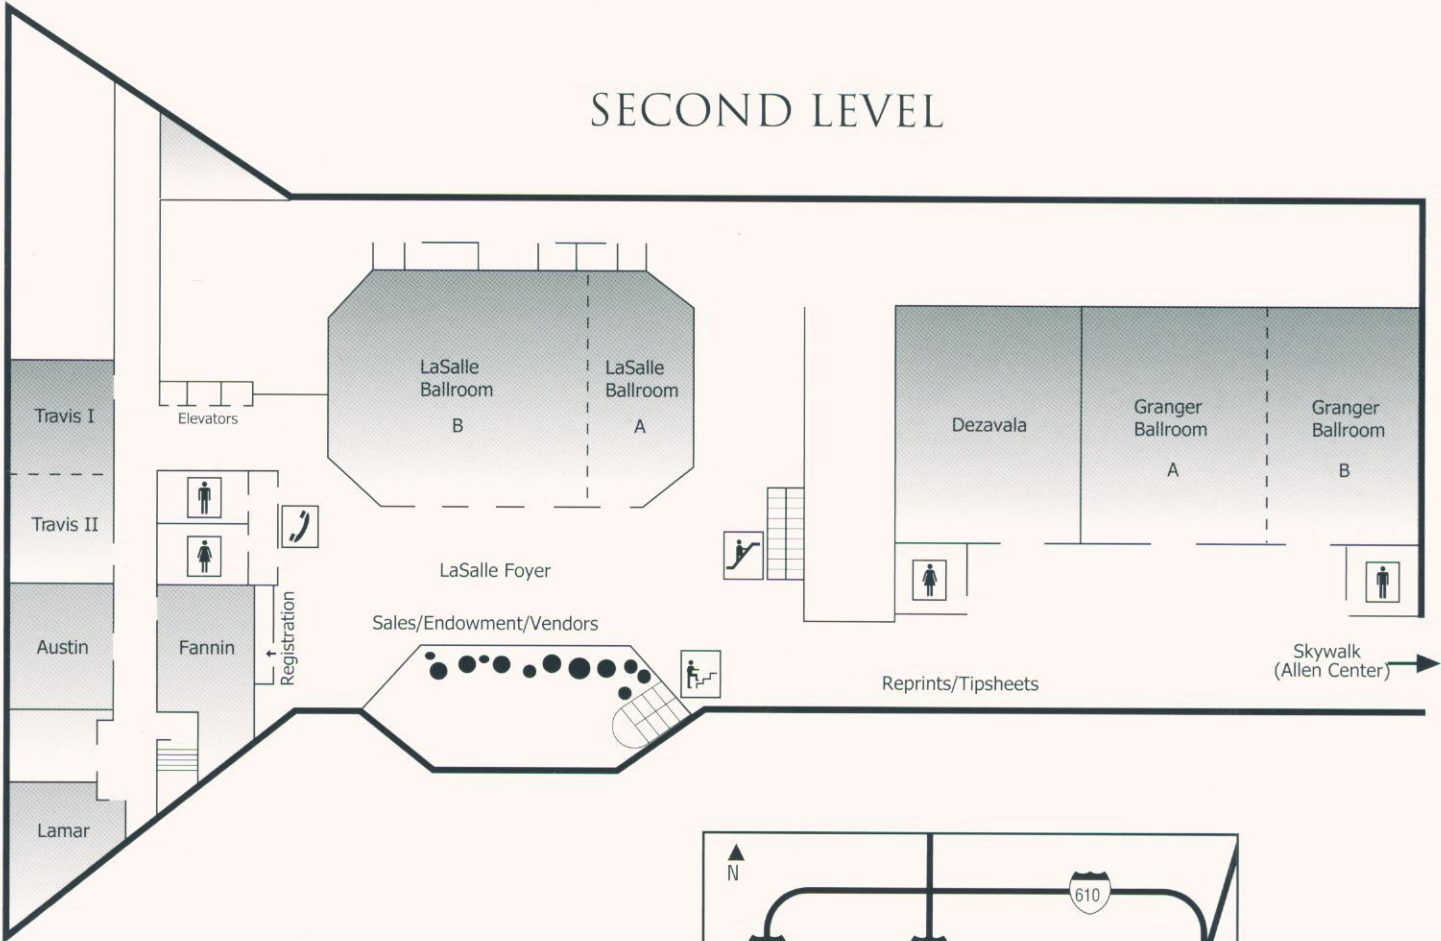 SECOND LEVEL
LaSalle
Ballroom
B
LaSalle
Ballroom
A
Travis I
Elevators
Dezavala
Granger
Ballroom
A
Granger
Ballroom
B
Travis II
LaSalle Foyer
Sales/Endowment/Vendors
Registration
Austin
Fannin
Skywalk
(Allen Center)
Reprints/Tipsheets
Lamar
N
610